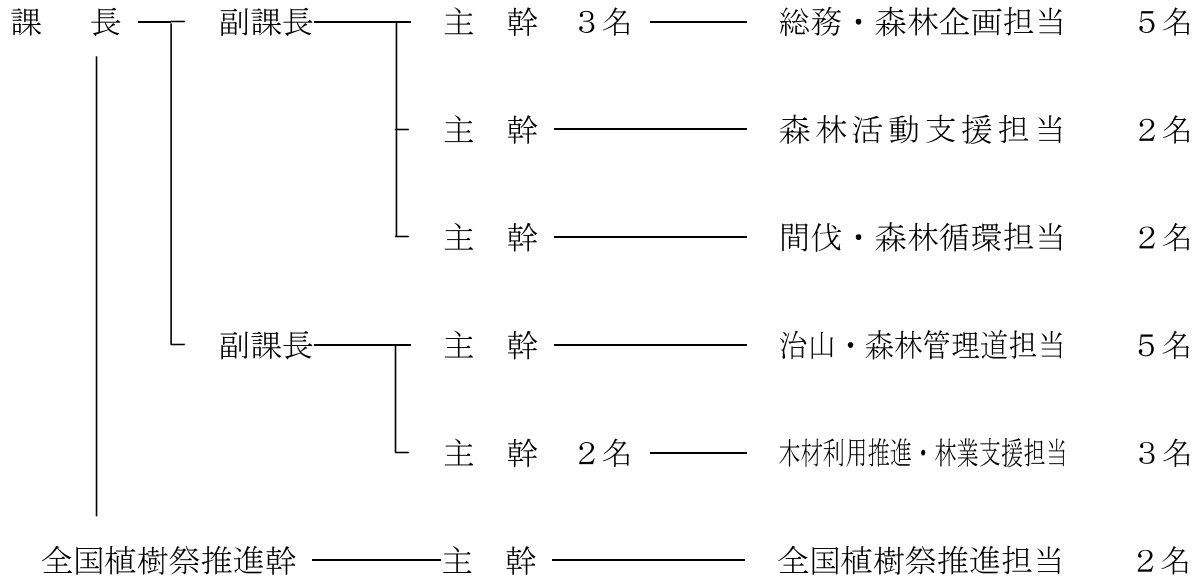 課　長　副課長　主　幹　３名　総務・森林企画担当　５名
主　幹　森林活動支援担当　２名
主　幹　間伐・森林循環担当　２名
副課長　主　幹　治山・森林管理道担当　５名
主　幹　２名　木材利用推進・林業支援担当　３名
全国植樹祭推進幹　主　幹　全国植樹祭推進担当　２名